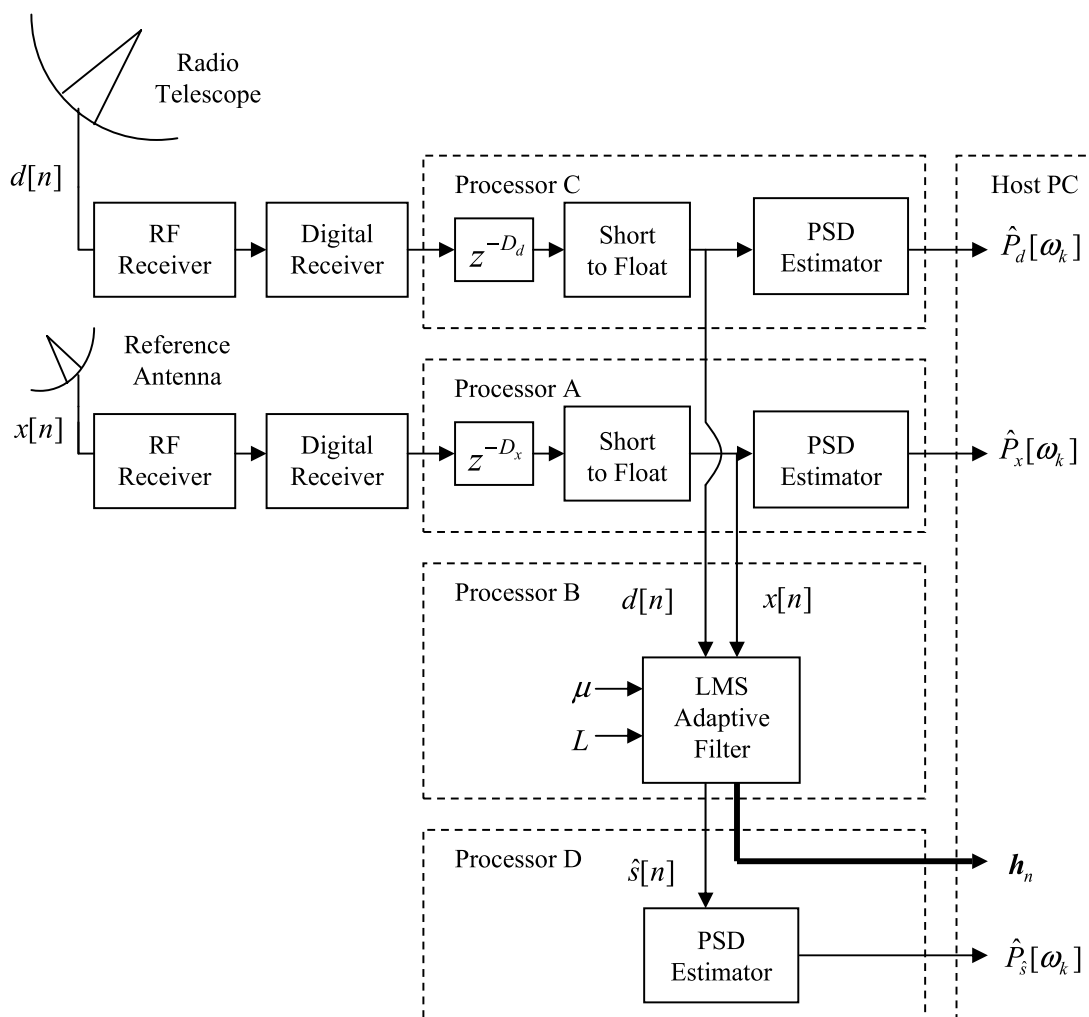 Radio
Telescope
d[n]
Processor C
Host PC
RF
Receiver
Digital
Receiver
z^{-D_d}
Short
to Float
PSD
Estimator
P̂_d[ω_k]
Reference
Antenna
Processor A
x[n]
RF
Receiver
Digital
Receiver
z^{-D_x}
Short
to Float
PSD
Estimator
P̂_x[ω_k]
Processor B
d[n]
x[n]
μ
L
LMS
Adaptive
Filter
Processor D
ŝ[n]
h_n
PSD
Estimator
P̂_ŝ[ω_k]